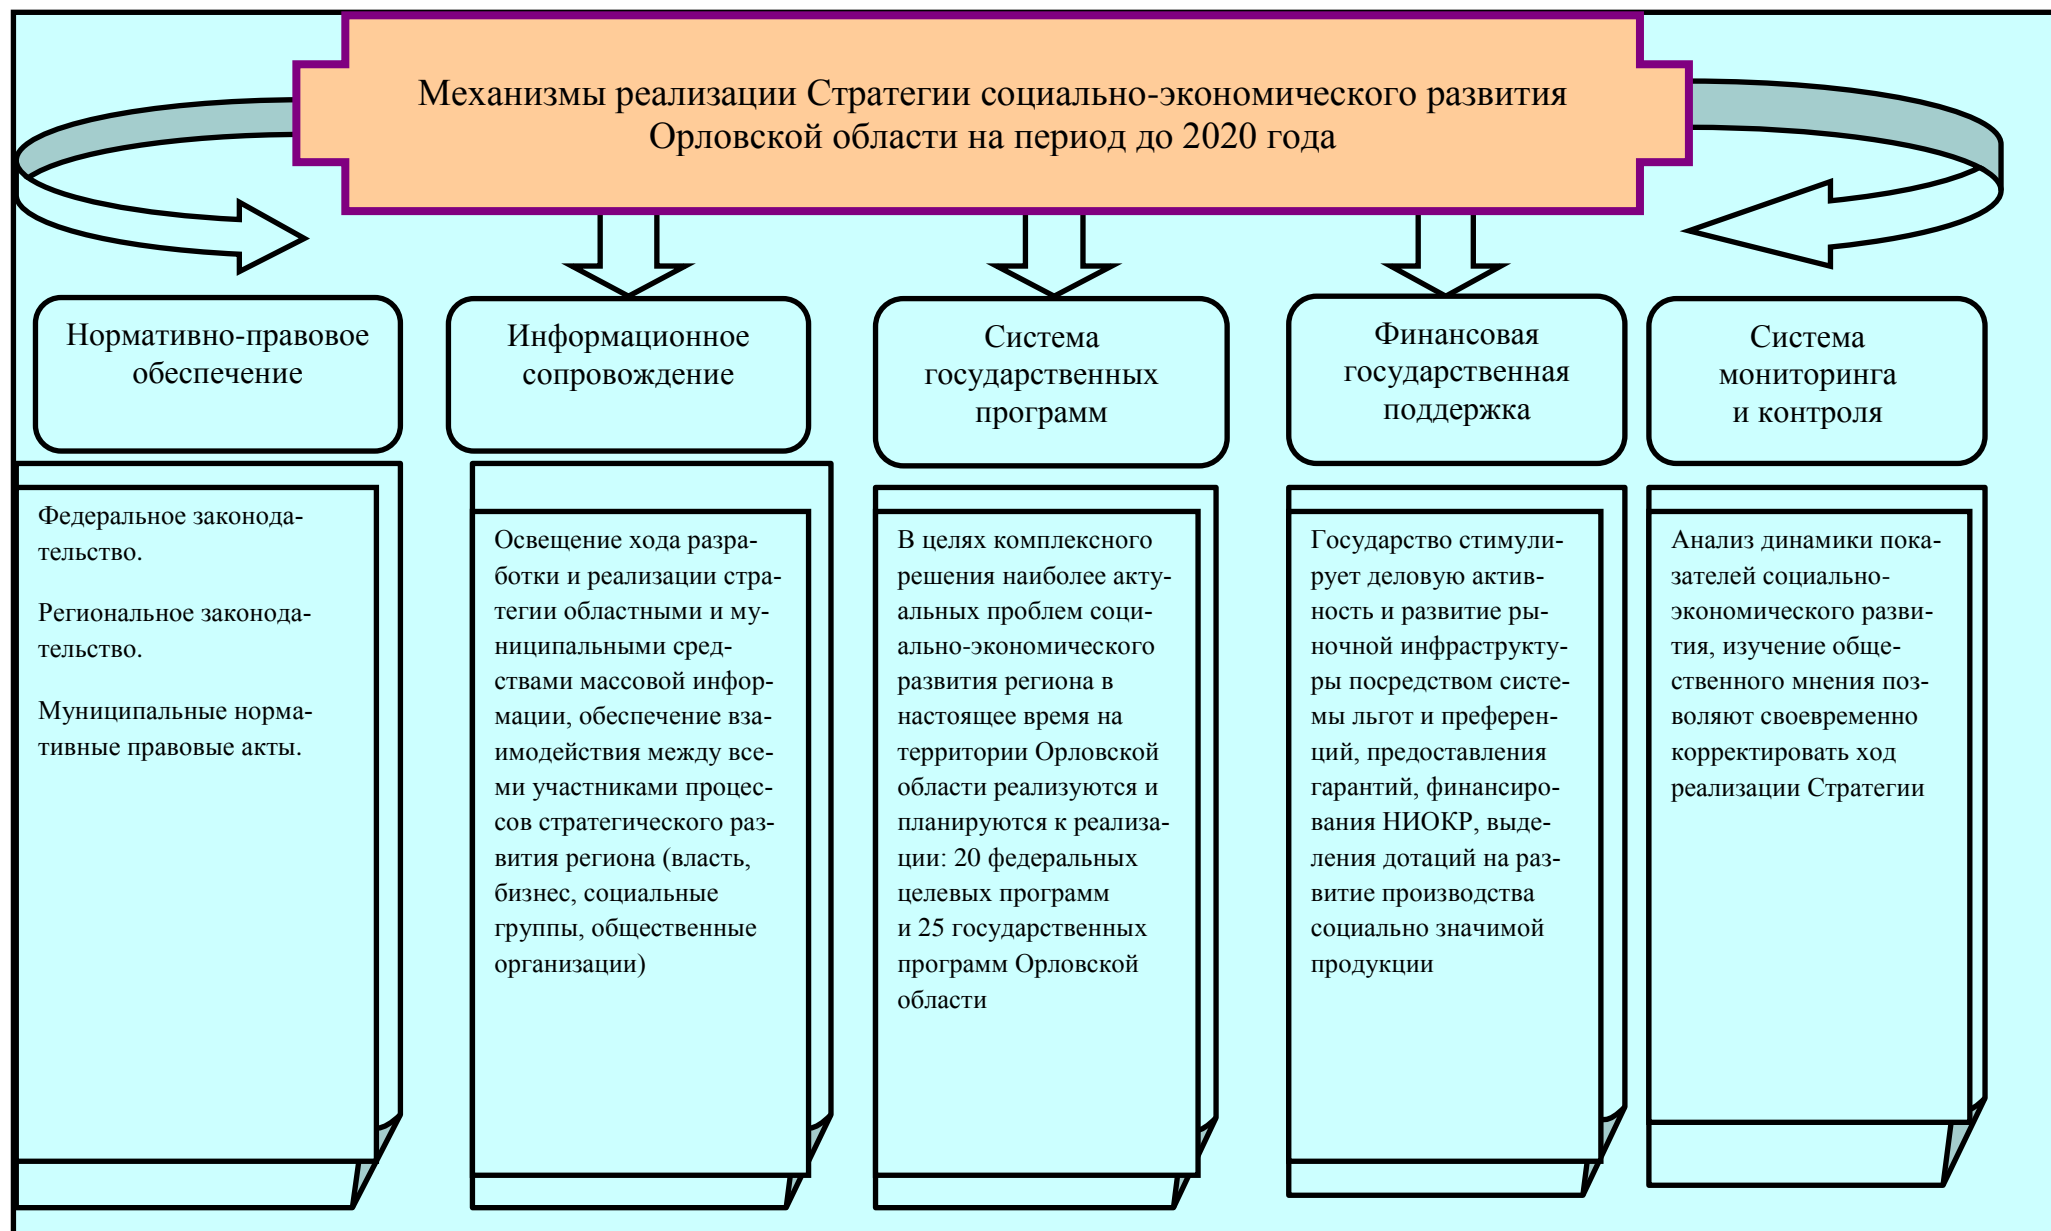 Механизмы реализации Стратегии социально-экономического развития
Орловской области на период до 2020 года
Нормативно-правовое
обеспечение
Информационное
сопровождение
Система
государственных
программ
Финансовая
государственная
поддержка
Система
мониторинга
и контроля
Федеральное законода-
тельство.
Региональное законода-
тельство.
Муниципальные норма-
тивные правовые акты.
Освещение хода разра-
ботки и реализации стра-
тегии областными и му-
ниципальными сред-
ствами массовой инфор-
мации, обеспечение вза-
имодействия между все-
ми участниками процес-
сов стратегического раз-
вития региона (власть,
бизнес, социальные
группы, общественные
организации)
В целях комплексного
решения наиболее акту-
альных проблем соци-
ально-экономического
развития региона в
настоящее время на
территории Орловской
области реализуются и
планируются к реализа-
ции: 20 федеральных
целевых программ
и 25 государственных
программ Орловской
области
Государство стимули-
рует деловую актив-
ность и развитие ры-
ночной инфраструкту-
ры посредством систе-
мы льгот и преферен-
ций, предоставления
гарантий, финансиро-
вания НИОКР, выде-
ления дотаций на раз-
витие производства
социально значимой
продукции
Анализ динамики пока-
зателей социально-
экономического разви-
тия, изучение обще-
ственного мнения поз-
воляют своевременно
корректировать ход
реализации Стратегии